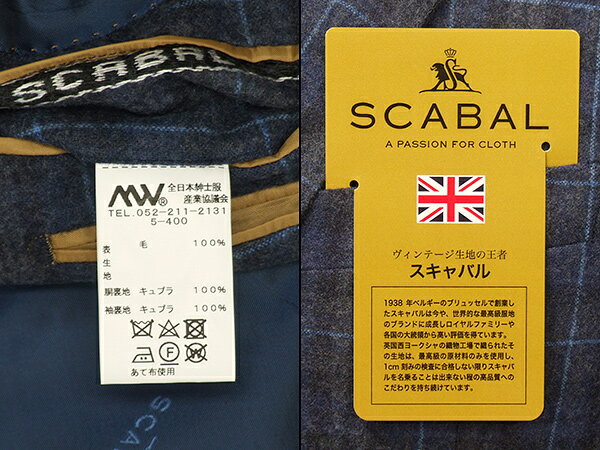 SCABAL
MW®
全日本紳士服
産業協議会
TEL.052-211-2131
5-400
表生地 毛 100%
胴裏地 キュプラ 100%
袖裏地 キュプラ 100%
あて布使用
SCABAL
SCABAL
A PASSION FOR CLOTH
ヴィンテージ生地の王者
スキャバル
1938 年ベルギーのブリュッセルで創業し
たスキャバルは今や、世界的な最高級服地
のブランドに成長しロイヤルファミリーや
各国の大統領から高い評価を得ています。
英国西ヨークシャの織物工場で織られたそ
の生地は、最高級の原材料のみを使用し、
1cm 刻みの検査に合格しない限りスキャバ
ルを名乗ることは出来ない程の高品質への
こだわりを持ち続けています。